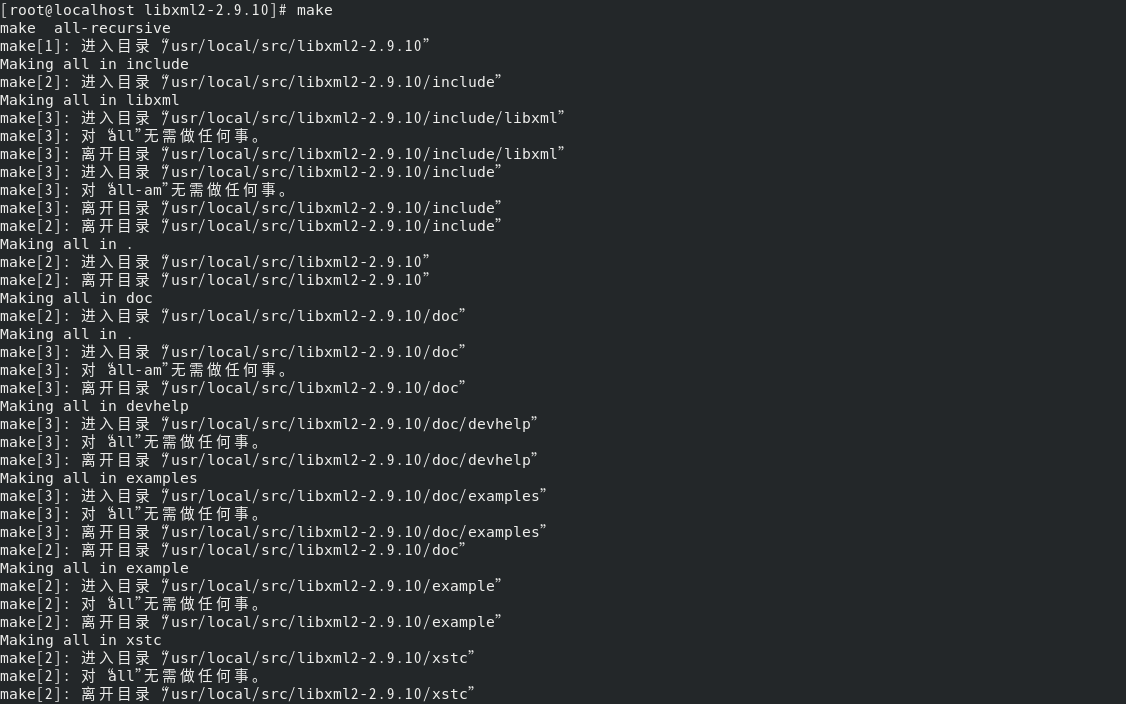 [root@localhost libxml2-2.9.10]# make
make  all-recursive
make[1]: 进入目录“/usr/local/src/libxml2-2.9.10”
Making all in include
make[2]: 进入目录“/usr/local/src/libxml2-2.9.10/include”
Making all in libxml
make[3]: 进入目录“/usr/local/src/libxml2-2.9.10/include/libxml”
make[3]: 对“all”无需做任何事。
make[3]: 离开目录“/usr/local/src/libxml2-2.9.10/include/libxml”
make[3]: 进入目录“/usr/local/src/libxml2-2.9.10/include”
make[3]: 对“all-am”无需做任何事。
make[3]: 离开目录“/usr/local/src/libxml2-2.9.10/include”
make[2]: 离开目录“/usr/local/src/libxml2-2.9.10/include”
Making all in .
make[2]: 进入目录“/usr/local/src/libxml2-2.9.10”
make[2]: 离开目录“/usr/local/src/libxml2-2.9.10”
Making all in doc
make[2]: 进入目录“/usr/local/src/libxml2-2.9.10/doc”
Making all in .
make[3]: 进入目录“/usr/local/src/libxml2-2.9.10/doc”
make[3]: 对“all-am”无需做任何事。
make[3]: 离开目录“/usr/local/src/libxml2-2.9.10/doc”
Making all in devhelp
make[3]: 进入目录“/usr/local/src/libxml2-2.9.10/doc/devhelp”
make[3]: 对“all”无需做任何事。
make[3]: 离开目录“/usr/local/src/libxml2-2.9.10/doc/devhelp”
Making all in examples
make[3]: 进入目录“/usr/local/src/libxml2-2.9.10/doc/examples”
make[3]: 对“all”无需做任何事。
make[3]: 离开目录“/usr/local/src/libxml2-2.9.10/doc/examples”
make[2]: 离开目录“/usr/local/src/libxml2-2.9.10/doc”
Making all in example
make[2]: 进入目录“/usr/local/src/libxml2-2.9.10/example”
make[2]: 对“all”无需做任何事。
make[2]: 离开目录“/usr/local/src/libxml2-2.9.10/example”
Making all in xstc
make[2]: 进入目录“/usr/local/src/libxml2-2.9.10/xstc”
make[2]: 对“all”无需做任何事。
make[2]: 离开目录“/usr/local/src/libxml2-2.9.10/xstc”